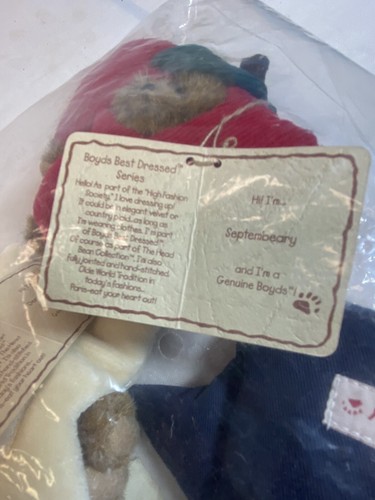 Boyds Best Dressed™
Series
Hello! As part of the "High Fashion
Society", I love dressing up!
It could be in elegant velvet or
country plaid...as long as
I'm wearing clothes, I'm part
of Boyds Best Dressed™.
Of course as part of The Head
Bean Collection™, I'm also
fully jointed and hand-stitched.
Olde World Tradition in
today's fashions...
Paris-eat your heart out!
Hi! I'm...
Septembeary
and I'm a
Genuine Boyds™!